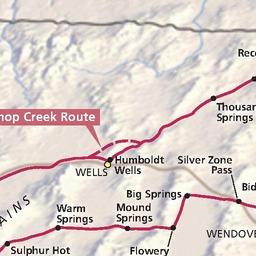 Rec
Thousan
Springs
hop Creek Route
Humboldt
Wells
WELLS
Silver Zone
Pass
Big Springs
Bid
AINS
Warm
Springs
Mound
Springs
WENDOVE
Sulphur Hot
Flowery